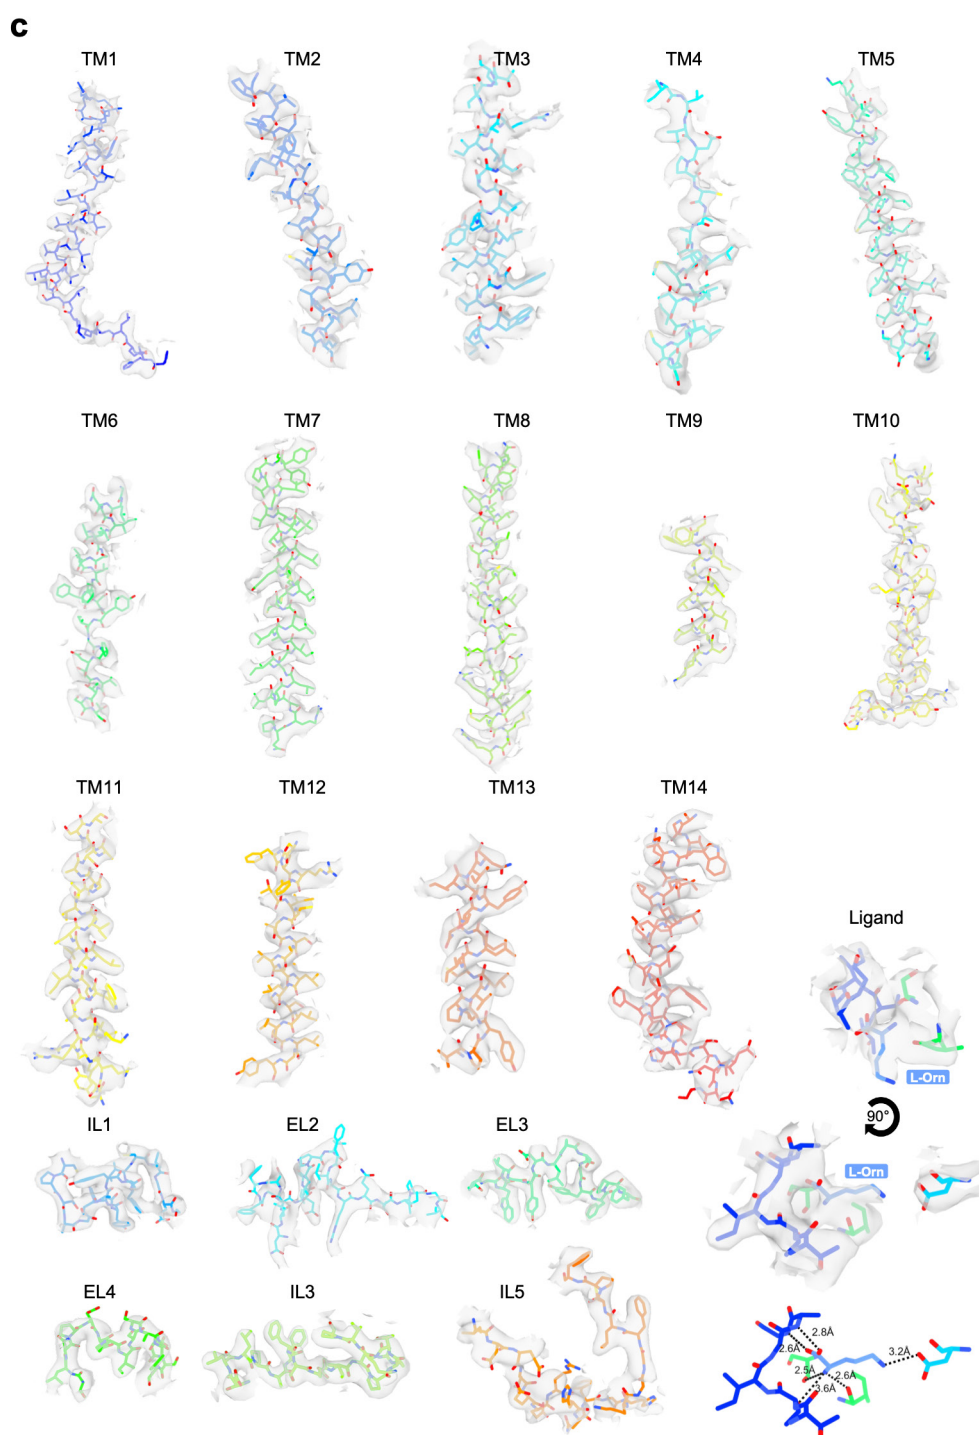 c
TM1 TM2 TM3 TM4 TM5
TM6 TM7 TM8 TM9 TM10
TM11 TM12 TM13 TM14
Ligand
L-Orn
90°
IL1 EL2 EL3
L-Orn
EL4 IL3 IL5
2.8Å
2.6Å
3.2Å
2.5Å
2.6Å
3.6Å